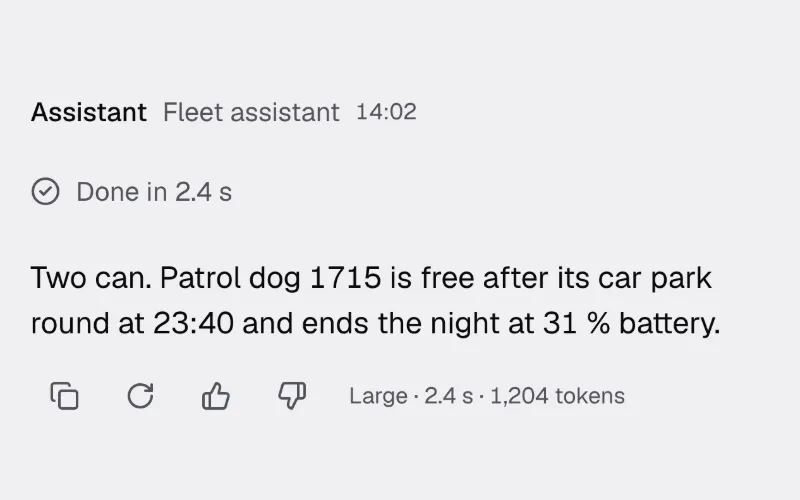 Assistant Fleet assistant 14:02
Done in 2.4 s
Two can. Patrol dog 1715 is free after its car park
round at 23:40 and ends the night at 31 % battery.
Large · 2.4 s · 1,204 tokens